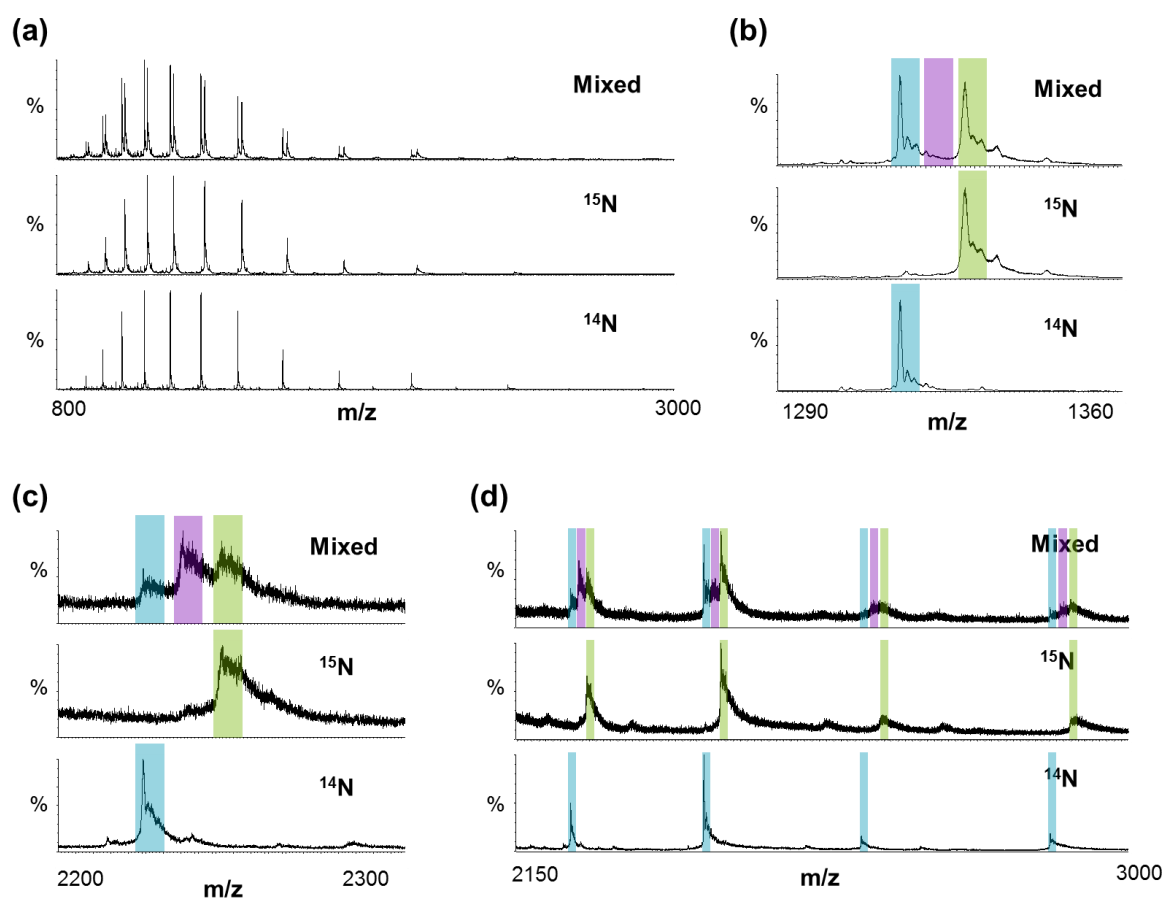 (a)
Mixed
%
¹⁵N
%
¹⁴N
%
800
m/z
3000
(b)
Mixed
%
¹⁵N
%
¹⁴N
%
1290
m/z
1360
(c)
Mixed
%
¹⁵N
%
¹⁴N
%
2200
m/z
2300
(d)
Mixed
%
¹⁵N
%
¹⁴N
%
2150
m/z
3000